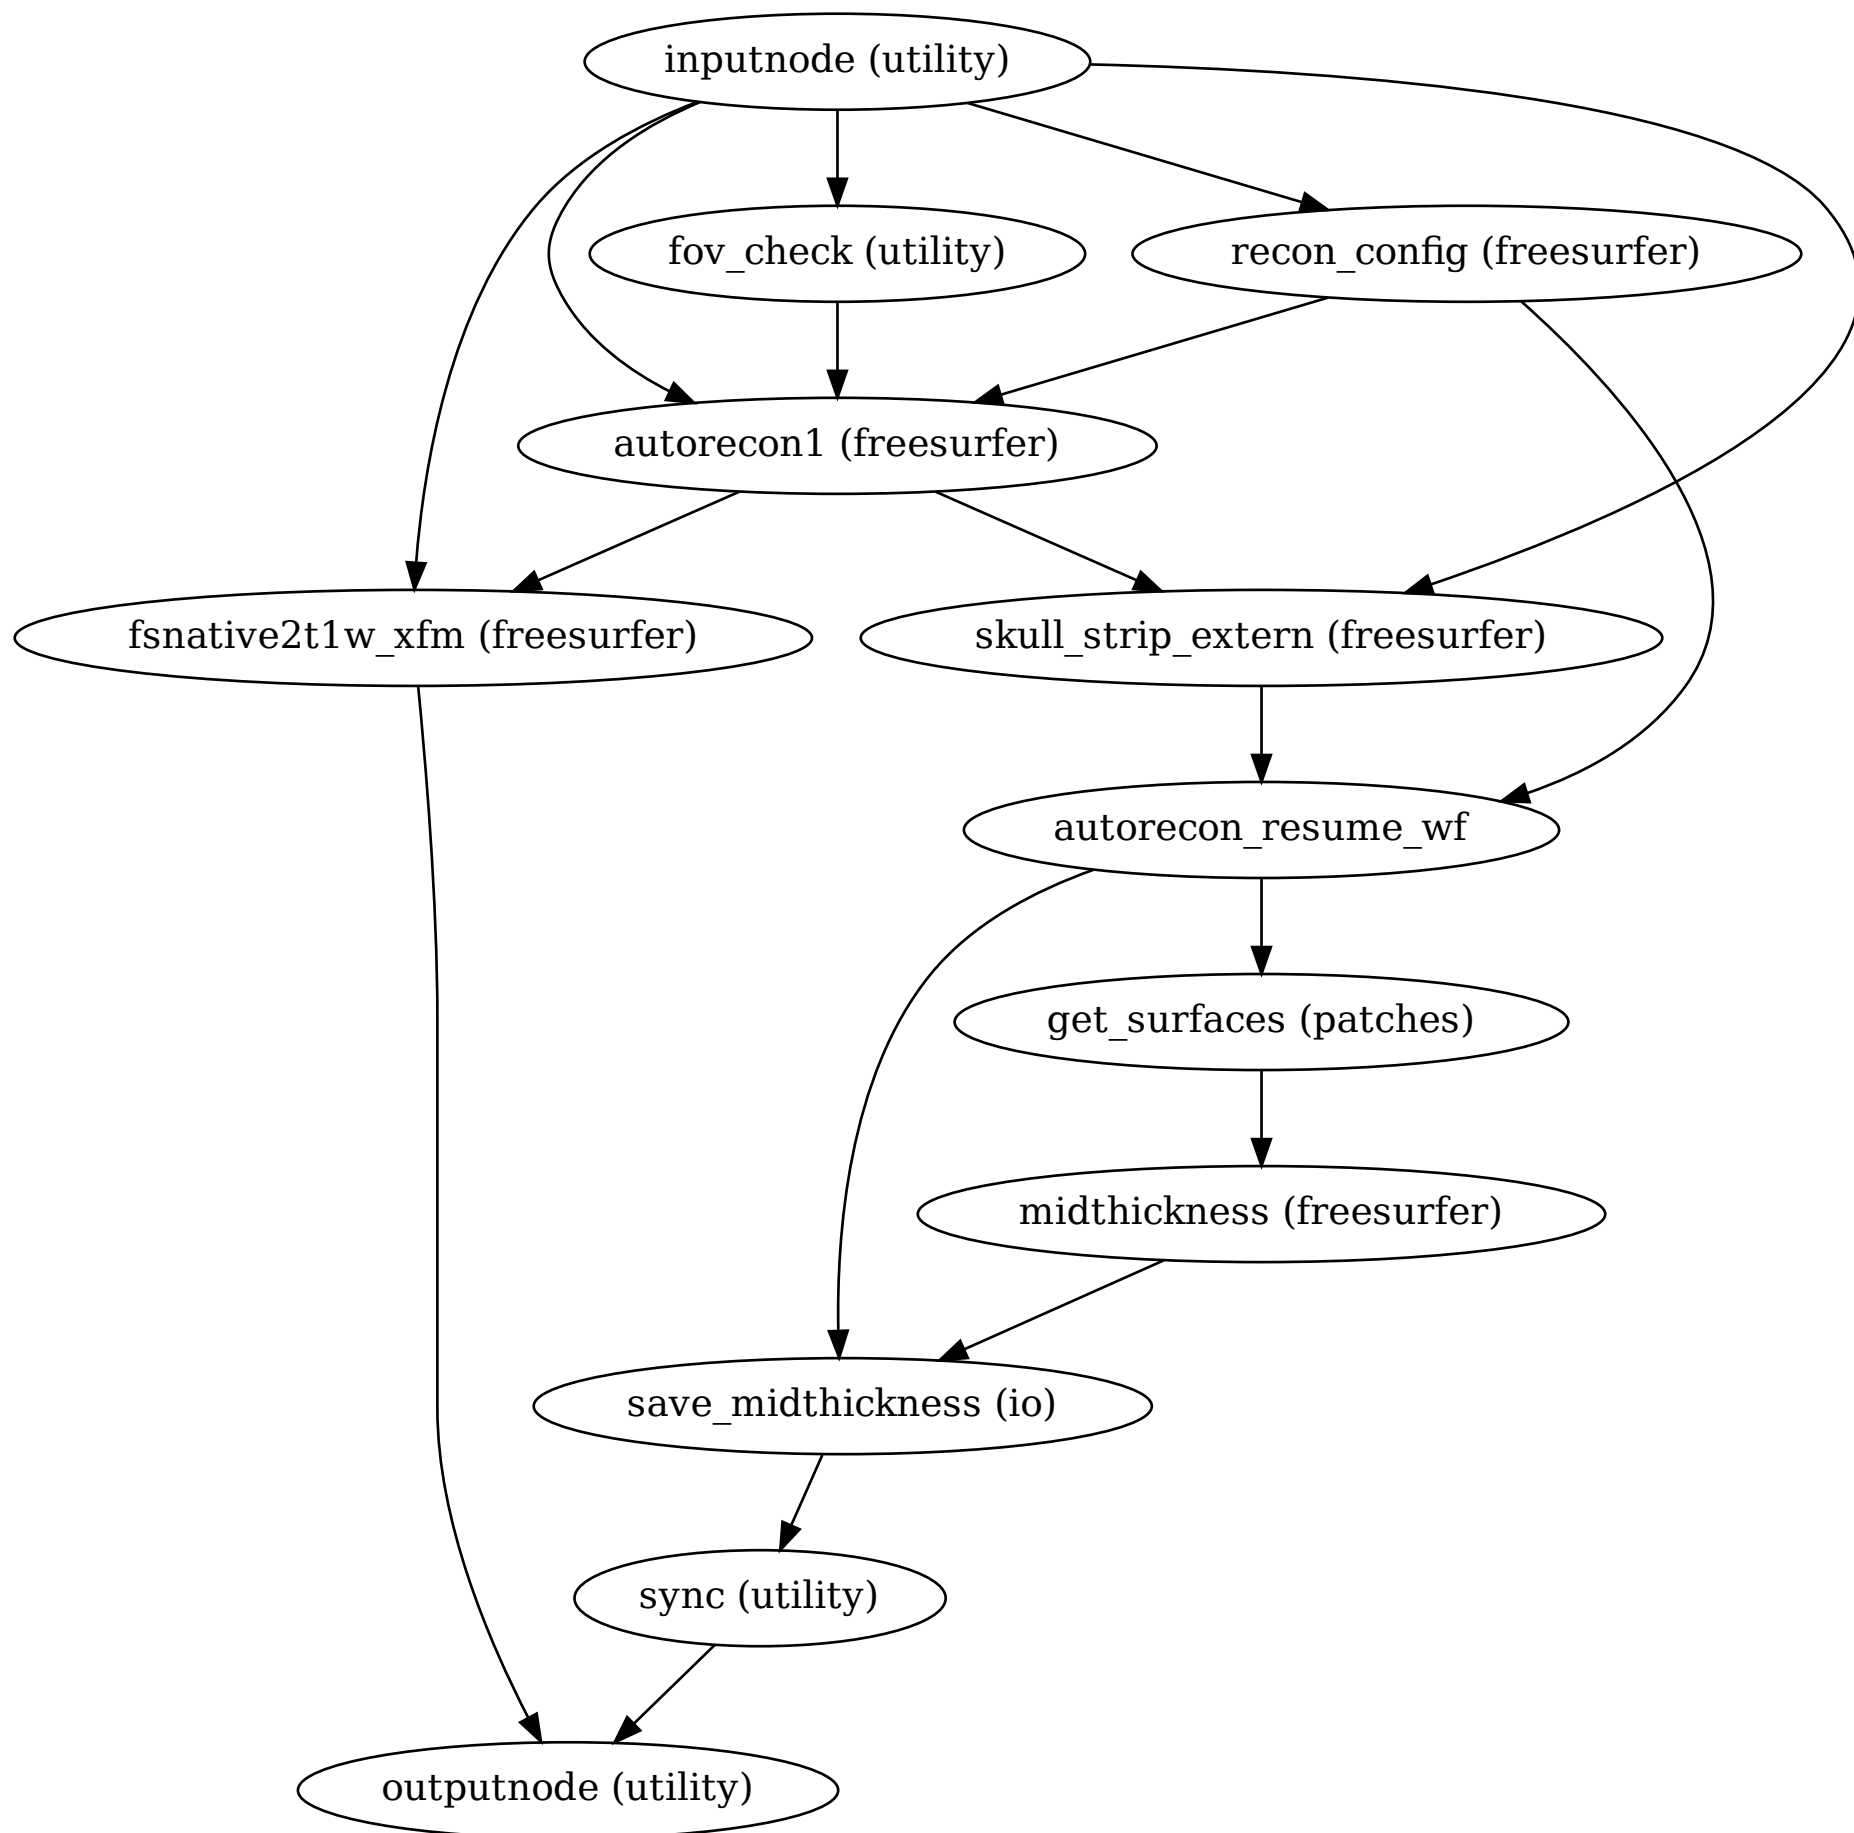 inputnode (utility)
fov_check (utility)
recon_config (freesurfer)
autorecon1 (freesurfer)
fsnative2t1w_xfm (freesurfer)
skull_strip_extern (freesurfer)
autorecon_resume_wf
get_surfaces (patches)
midthickness (freesurfer)
save_midthickness (io)
sync (utility)
outputnode (utility)